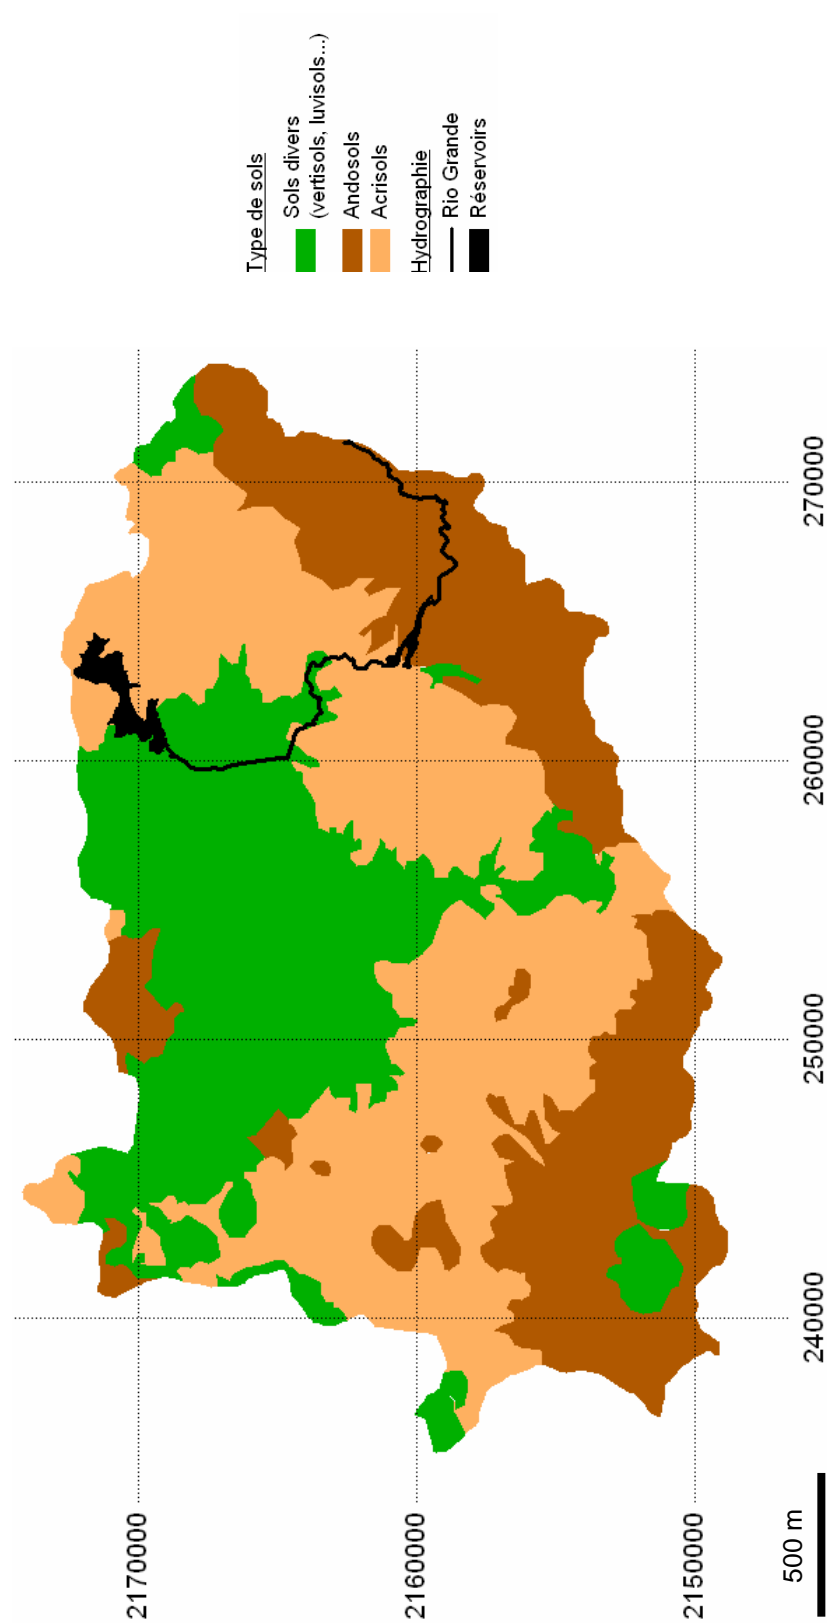 Type de sols
Sols divers
(vertisols, luvisols...)
Andosols
Acrisols
Hydrographie
Rio Grande
Réservoirs
2170000
2160000
2150000
240000
250000
260000
270000
500 m